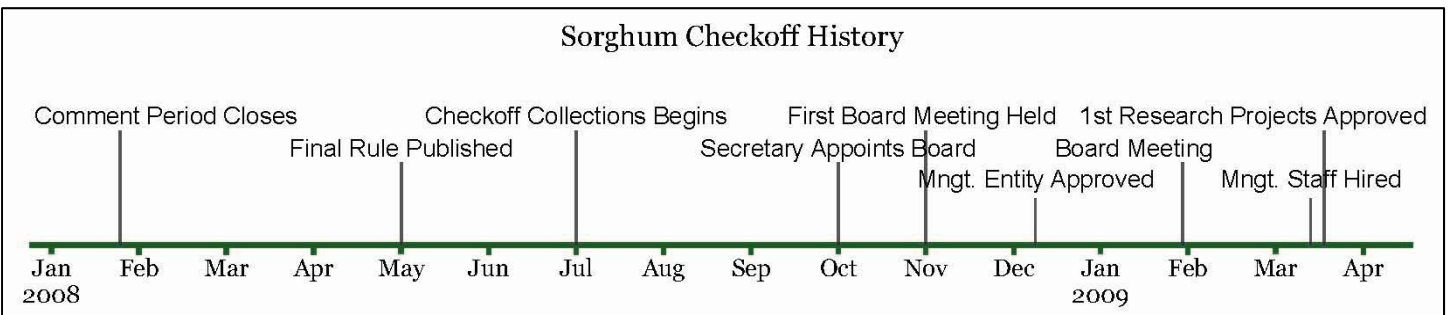 Sorghum Checkoff History
Comment Period Closes
Checkoff Collections Begins
First Board Meeting Held
1st Research Projects Approved
Final Rule Published
Secretary Appoints Board
Board Meeting
Mngt. Entity Approved
Mngt. Staff Hired
Jan Feb Mar Apr May Jun Jul Aug Sep Oct Nov Dec Jan Feb Mar Apr
2008 2009